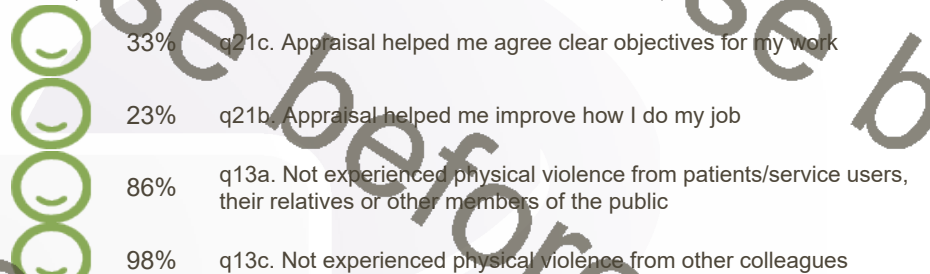 33% q21c. Appraisal helped me agree clear objectives for my work
23% q21b. Appraisal helped me improve how I do my job
86% q13a. Not experienced physical violence from patients/service users,
their relatives or other members of the public
98% q13c. Not experienced physical violence from other colleagues
before